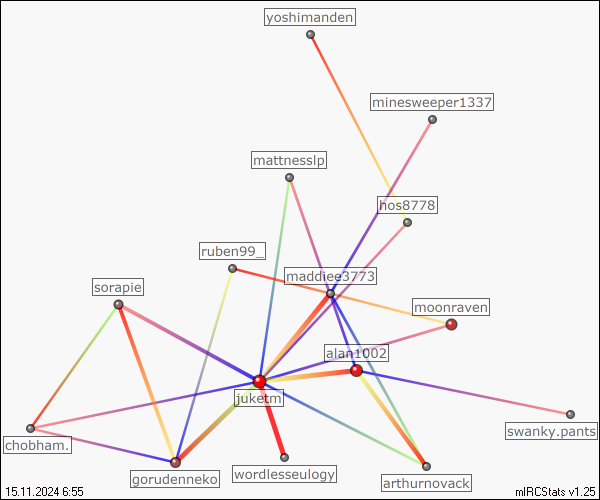 yoshimanden
minesweeper1337
mattnesslp
hos8778
ruben99_
maddiee3773
sorapie
moonraven
alan1002
juketm
chobham.
swanky.pants
gorudenneko
wordlesseulogy
arthurnovack
15.11.2024 6:55
mIRCStats v1.25